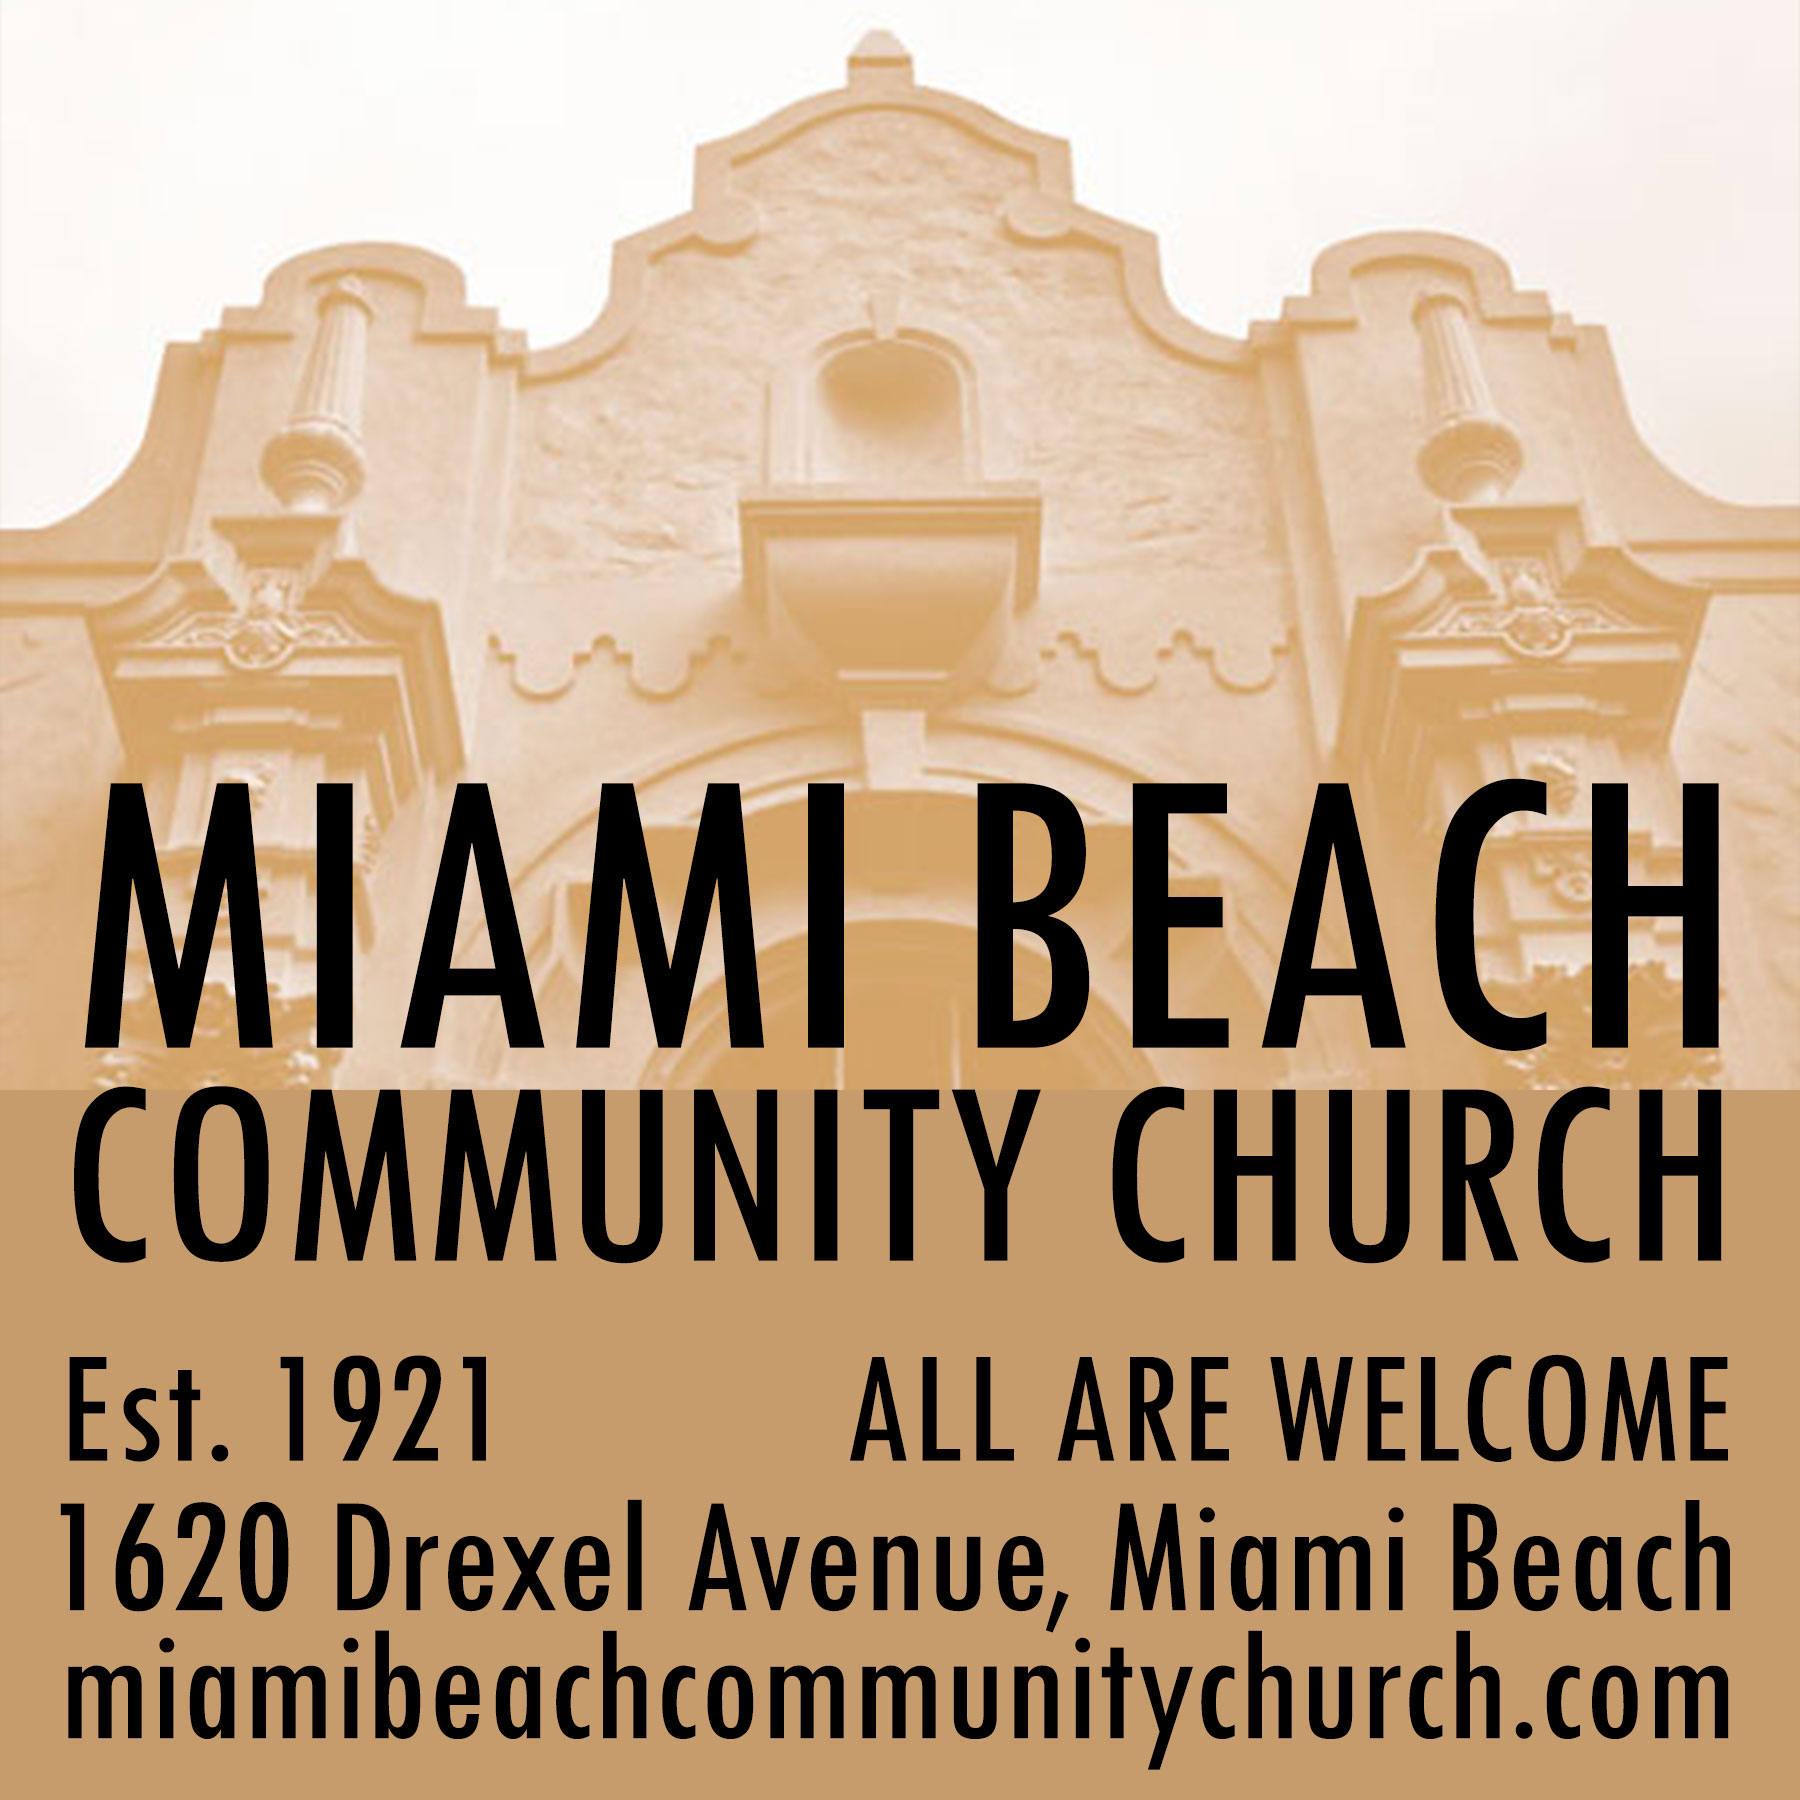 MIAMI BEACH
COMMUNITY CHURCH
Est. 1921 ALL ARE WELCOME
1620 Drexel Avenue, Miami Beach
miamibeachcommunitychurch.com